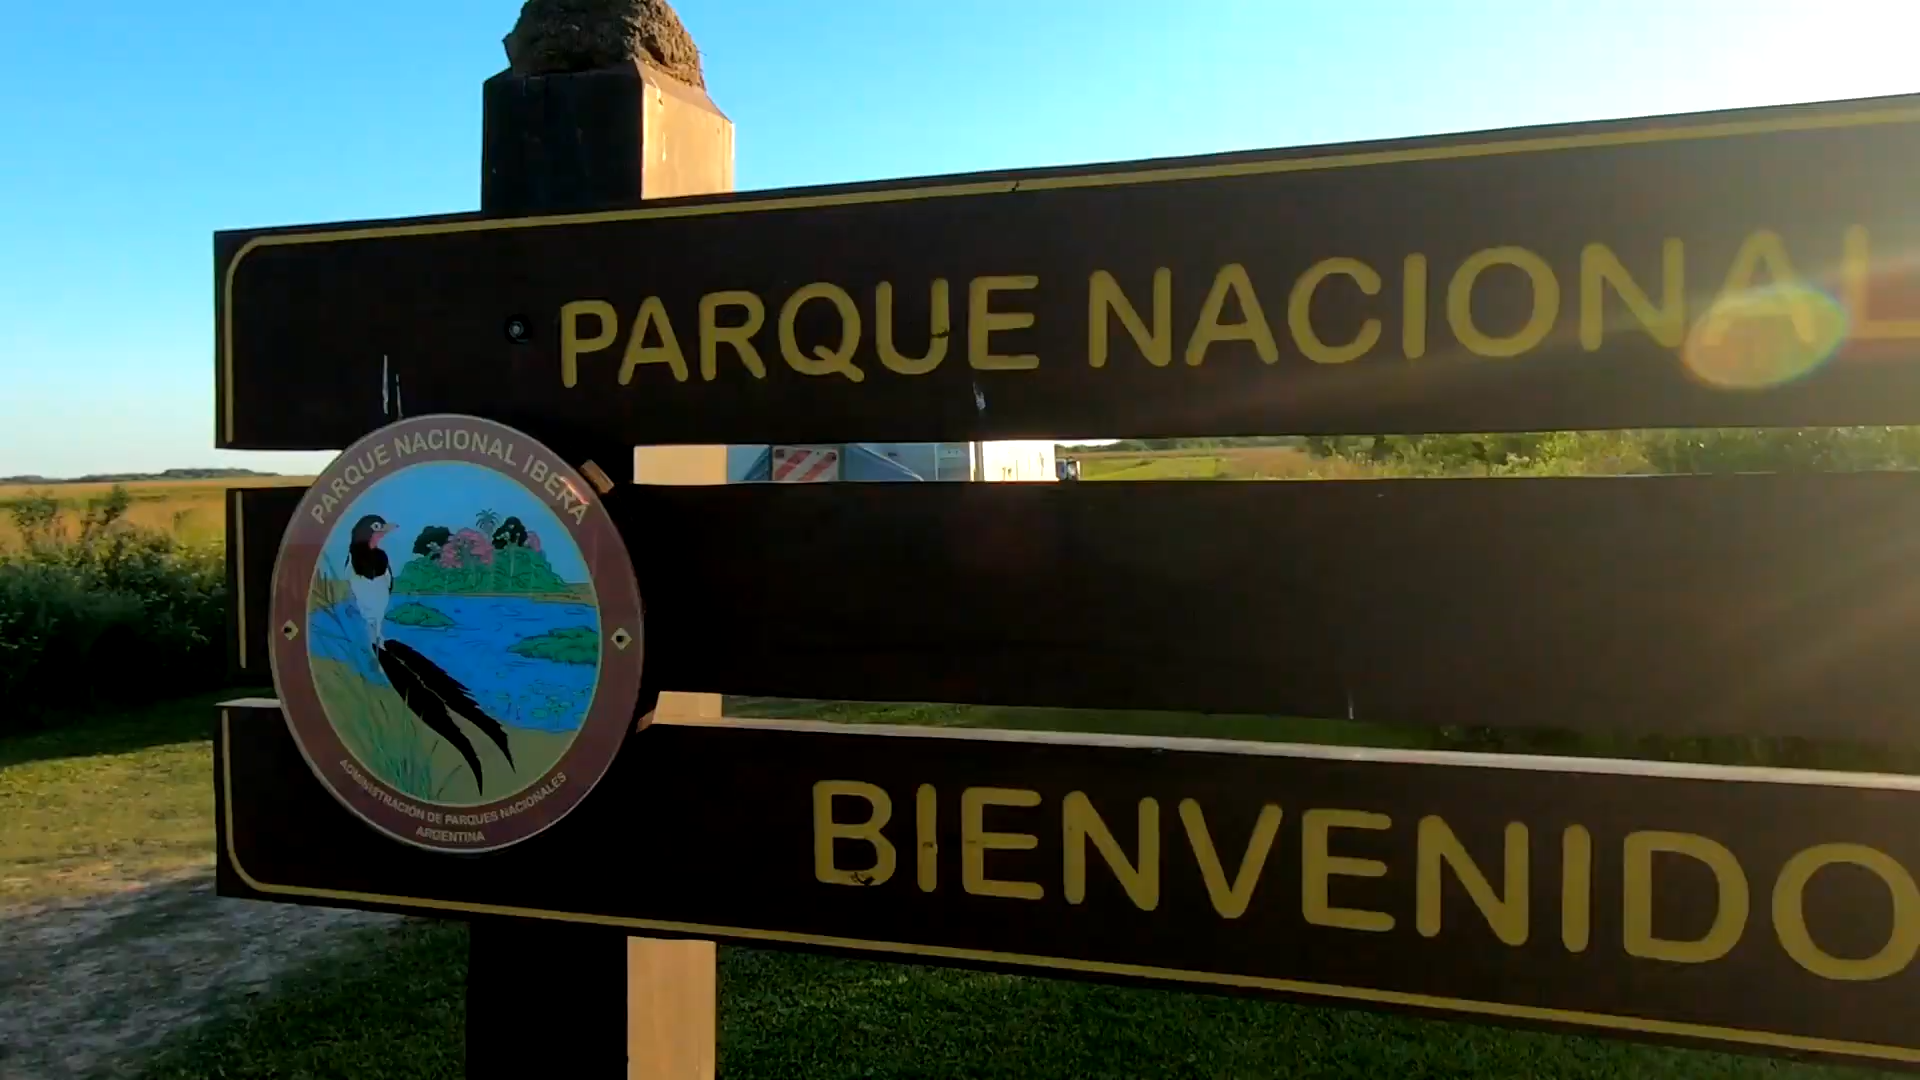 PARQUE NACIONAL
PARQUE NACIONAL IBERÁ
ADMINISTRACIÓN DE PARQUES NACIONALES
ARGENTINA
BIENVENIDO